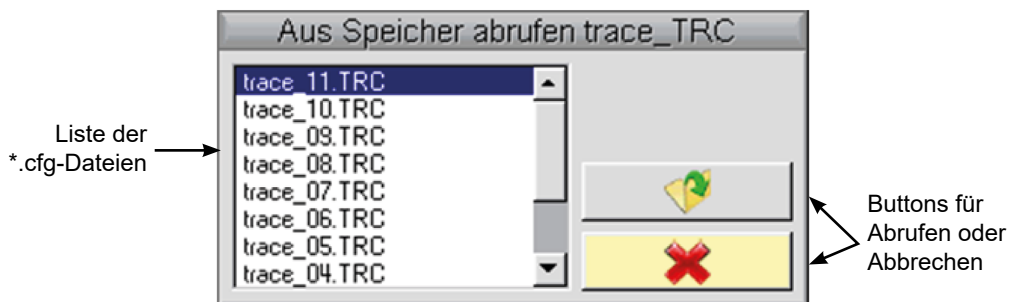 Aus Speicher abrufen trace_TRC
trace_11.TRC
trace_10.TRC
trace_09.TRC
trace_08.TRC
trace_07.TRC
trace_06.TRC
trace_05.TRC
trace_04.TRC
Liste der
*.cfg-Dateien
Buttons für
Abrufen oder
Abbrechen